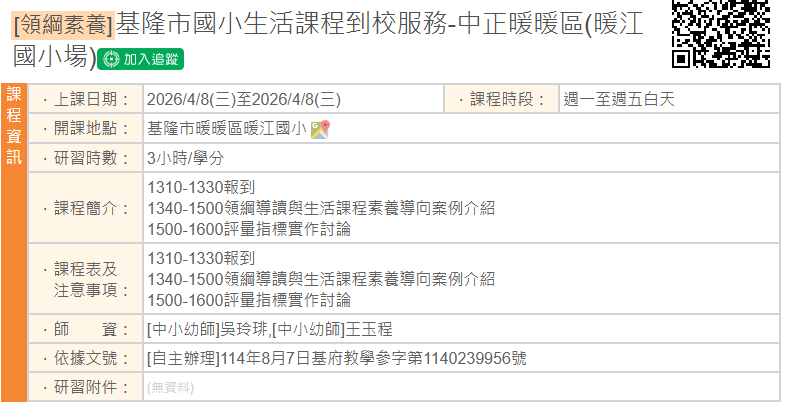 [領綱素養]基隆市國小生活課程到校服務-中正暖暖區(暖江
國小場) 加入追蹤
課程資訊
．上課日期： 2026/4/8(三)至2026/4/8(三) ．課程時段： 週一至週五白天
．開課地點： 基隆市暖暖區暖江國小
．研習時數： 3小時/學分
．課程簡介：
1310-1330報到
1340-1500領綱導讀與生活課程素養導向案例介紹
1500-1600評量指標實作討論
．課程表及
注意事項：
1310-1330報到
1340-1500領綱導讀與生活課程素養導向案例介紹
1500-1600評量指標實作討論
．師　　資： [中小幼師]吳玲琲,[中小幼師]王玉程
．依據文號： [自主辦理]114年8月7日基府教學參字第1140239956號
．研習附件： (無資料)